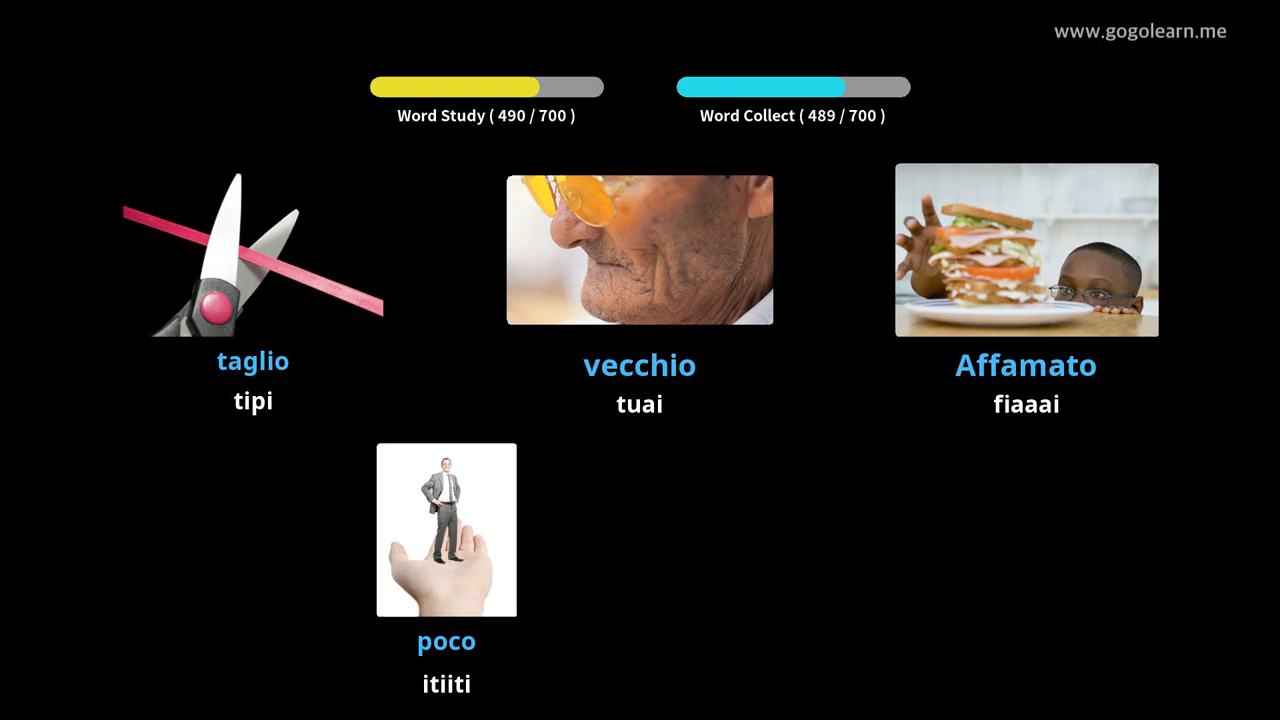 www.gogolearn.me
Word Study ( 490 / 700 )
Word Collect ( 489 / 700 )
taglio
tipi
vecchio
tuai
Affamato
fiaaai
poco
itiiti